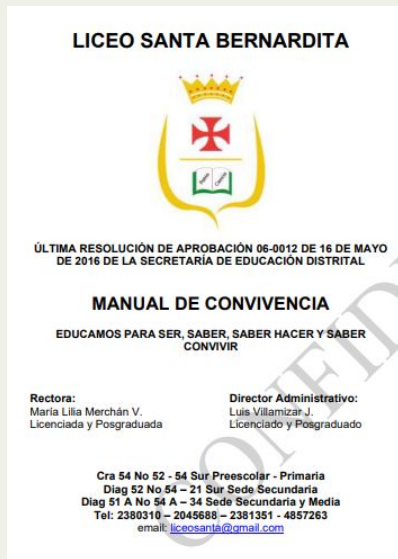 LICEO SANTA BERNARDITA
ÚLTIMA RESOLUCIÓN DE APROBACIÓN 06-0012 DE 16 DE MAYO
DE 2016 DE LA SECRETARÍA DE EDUCACIÓN DISTRITAL
MANUAL DE CONVIVENCIA
EDUCAMOS PARA SER, SABER, SABER HACER Y SABER
CONVIVIR
Rectora:
María Lilia Merchán V.
Licenciada y Posgraduada
Director Administrativo:
Luis Villamizar J.
Licenciado y Posgraduado
Cra 54 No 52 - 54 Sur Preescolar - Primaria
Diag 52 No 54 – 21 Sur Sede Secundaria
Diag 51 A No 54 A – 34 Sede Secundaria y Media
Tel: 2380310 – 2045688 – 2381351 - 4857263
email: liceosanta@gmail.com
CONFID